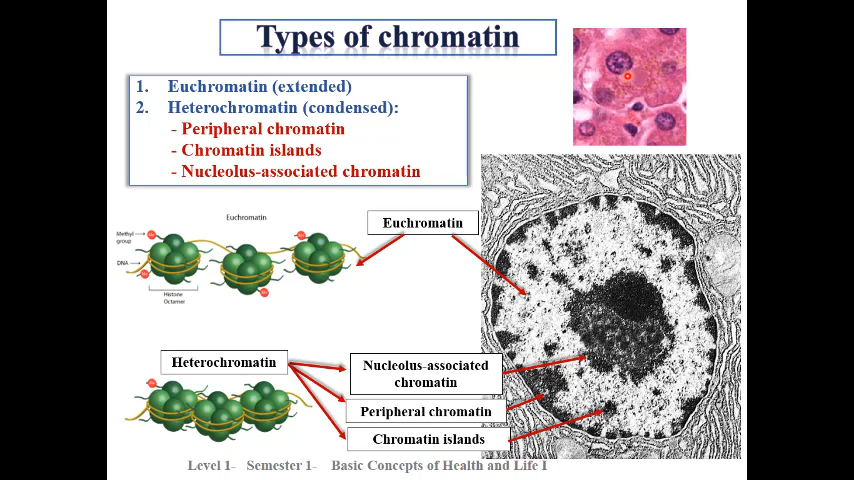 Types of chromatin
1. Euchromatin (extended)
2. Heterochromatin (condensed):
- Peripheral chromatin
- Chromatin islands
- Nucleolus-associated chromatin
Euchromatin
Euchromatin
Methyl
group
DNA
Histone
Octamer
Heterochromatin
Nucleolus-associated
chromatin
Peripheral chromatin
Chromatin islands
Level 1- Semester 1- Basic Concepts of Health and Life I